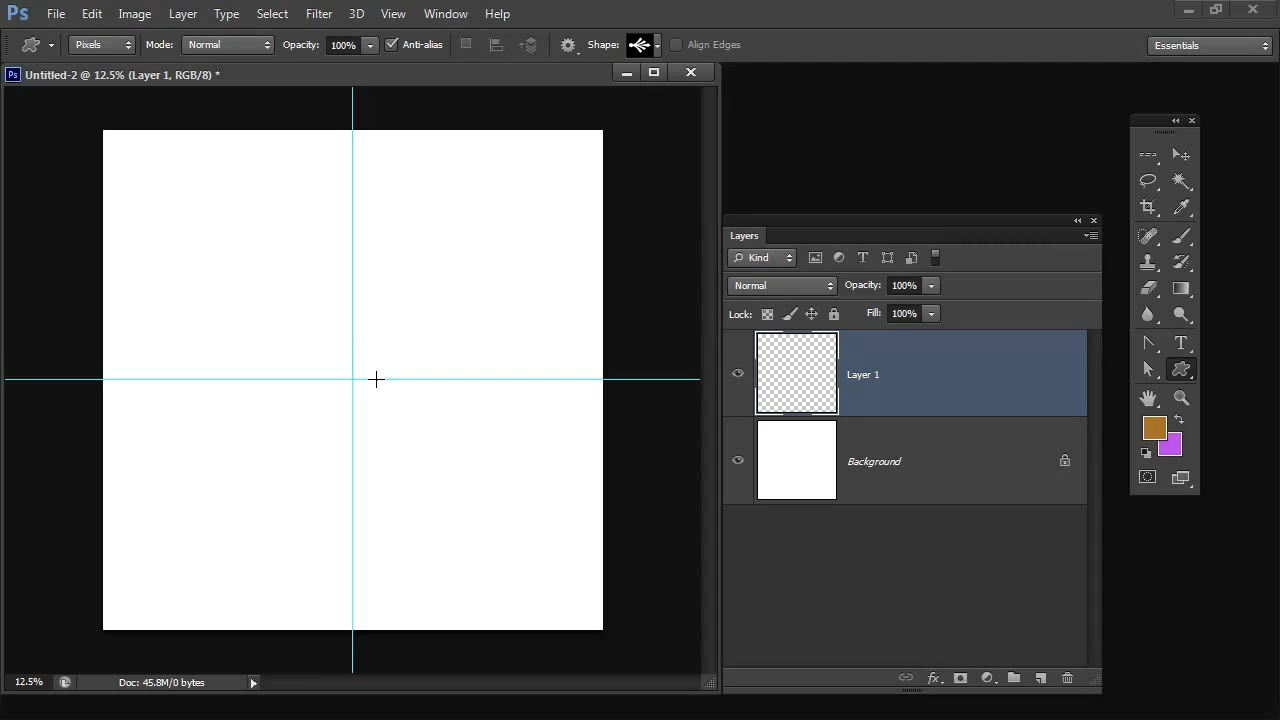 Ps File Edit Image Layer Type Select Filter 3D View Window Help
Pixels Mode: Normal Opacity: 100% Anti-alias Shape: Align Edges Essentials
Ps Untitled-2 @ 12.5% (Layer 1, RGB/8) *
Layers
Kind
Normal Opacity: 100%
Lock: Fill: 100%
Layer 1
Background
12.5% Doc: 45.8M/0 bytes
fx